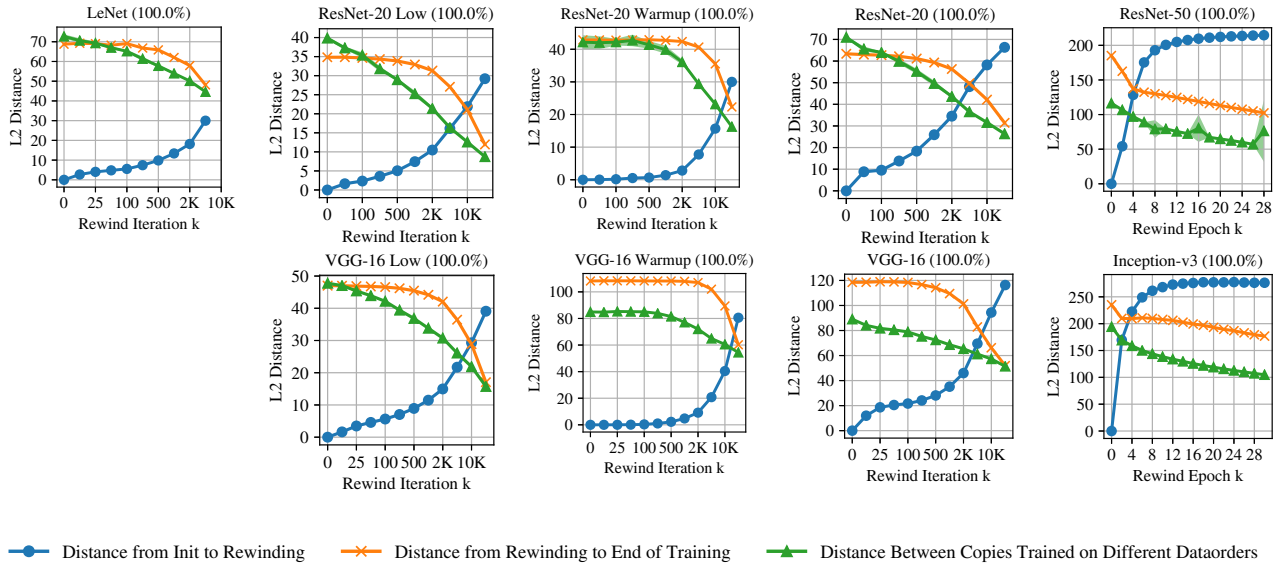 LeNet (100.0%)
L2 Distance
70
60
50
40
30
20
10
0
0
25
100
500
2K
10K
Rewind Iteration k
ResNet-20 Low (100.0%)
L2 Distance
40
35
30
25
20
15
10
5
0
0
100
500
2K
10K
Rewind Iteration k
ResNet-20 Warmup (100.0%)
L2 Distance
40
30
20
10
0
0
100
500
2K
10K
Rewind Iteration k
ResNet-20 (100.0%)
L2 Distance
70
60
50
40
30
20
10
0
0
100
500
2K
10K
Rewind Iteration k
ResNet-50 (100.0%)
L2 Distance
200
150
100
50
0
0 4 8 12 16 20 24 28
Rewind Epoch k
VGG-16 Low (100.0%)
L2 Distance
50
40
30
20
10
0
0
25
100
500
2K
10K
Rewind Iteration k
VGG-16 Warmup (100.0%)
L2 Distance
100
80
60
40
20
0
0
25
100
500
2K
10K
Rewind Iteration k
VGG-16 (100.0%)
L2 Distance
120
100
80
60
40
20
0
0
25
100
500
2K
10K
Rewind Iteration k
Inception-v3 (100.0%)
L2 Distance
250
200
150
100
50
0
0 4 8 12 16 20 24 28
Rewind Epoch k
Distance from Init to Rewinding
Distance from Rewinding to End of Training
Distance Between Copies Trained on Different Dataorders